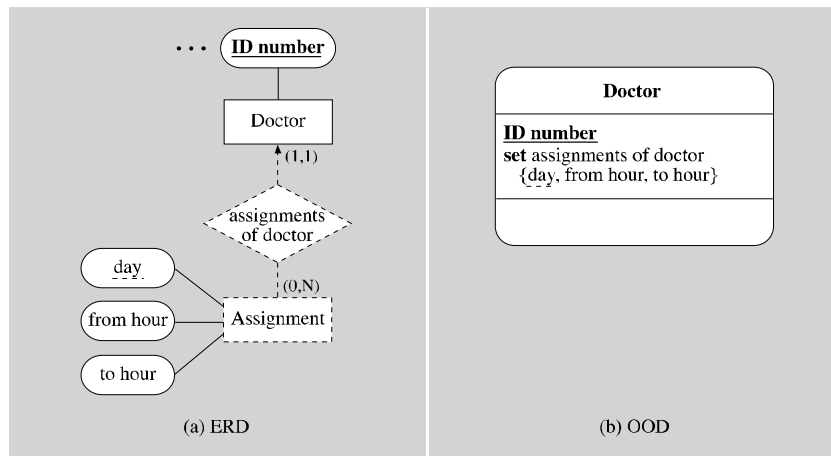 • • • ID number
Doctor
(1,1)
assignments
of doctor
(0,N)
day
from hour
Assignment
to hour
(a) ERD
Doctor
ID number
set assignments of doctor
{day, from hour, to hour}
(b) OOD